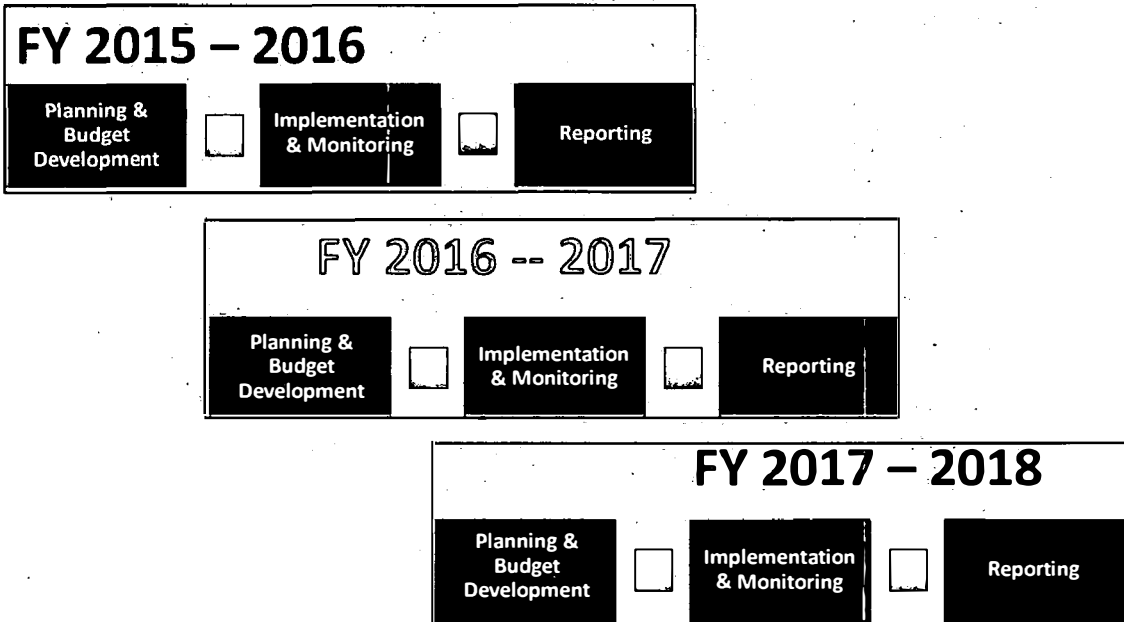 FY 2015 – 2016
Planning &
Budget
Development
Implementation
& Monitoring
Reporting
FY 2016 -- 2017
Planning &
Budget
Development
Implementation
& Monitoring
Reporting
FY 2017 – 2018
Planning &
Budget
Development
Implementation
& Monitoring
Reporting